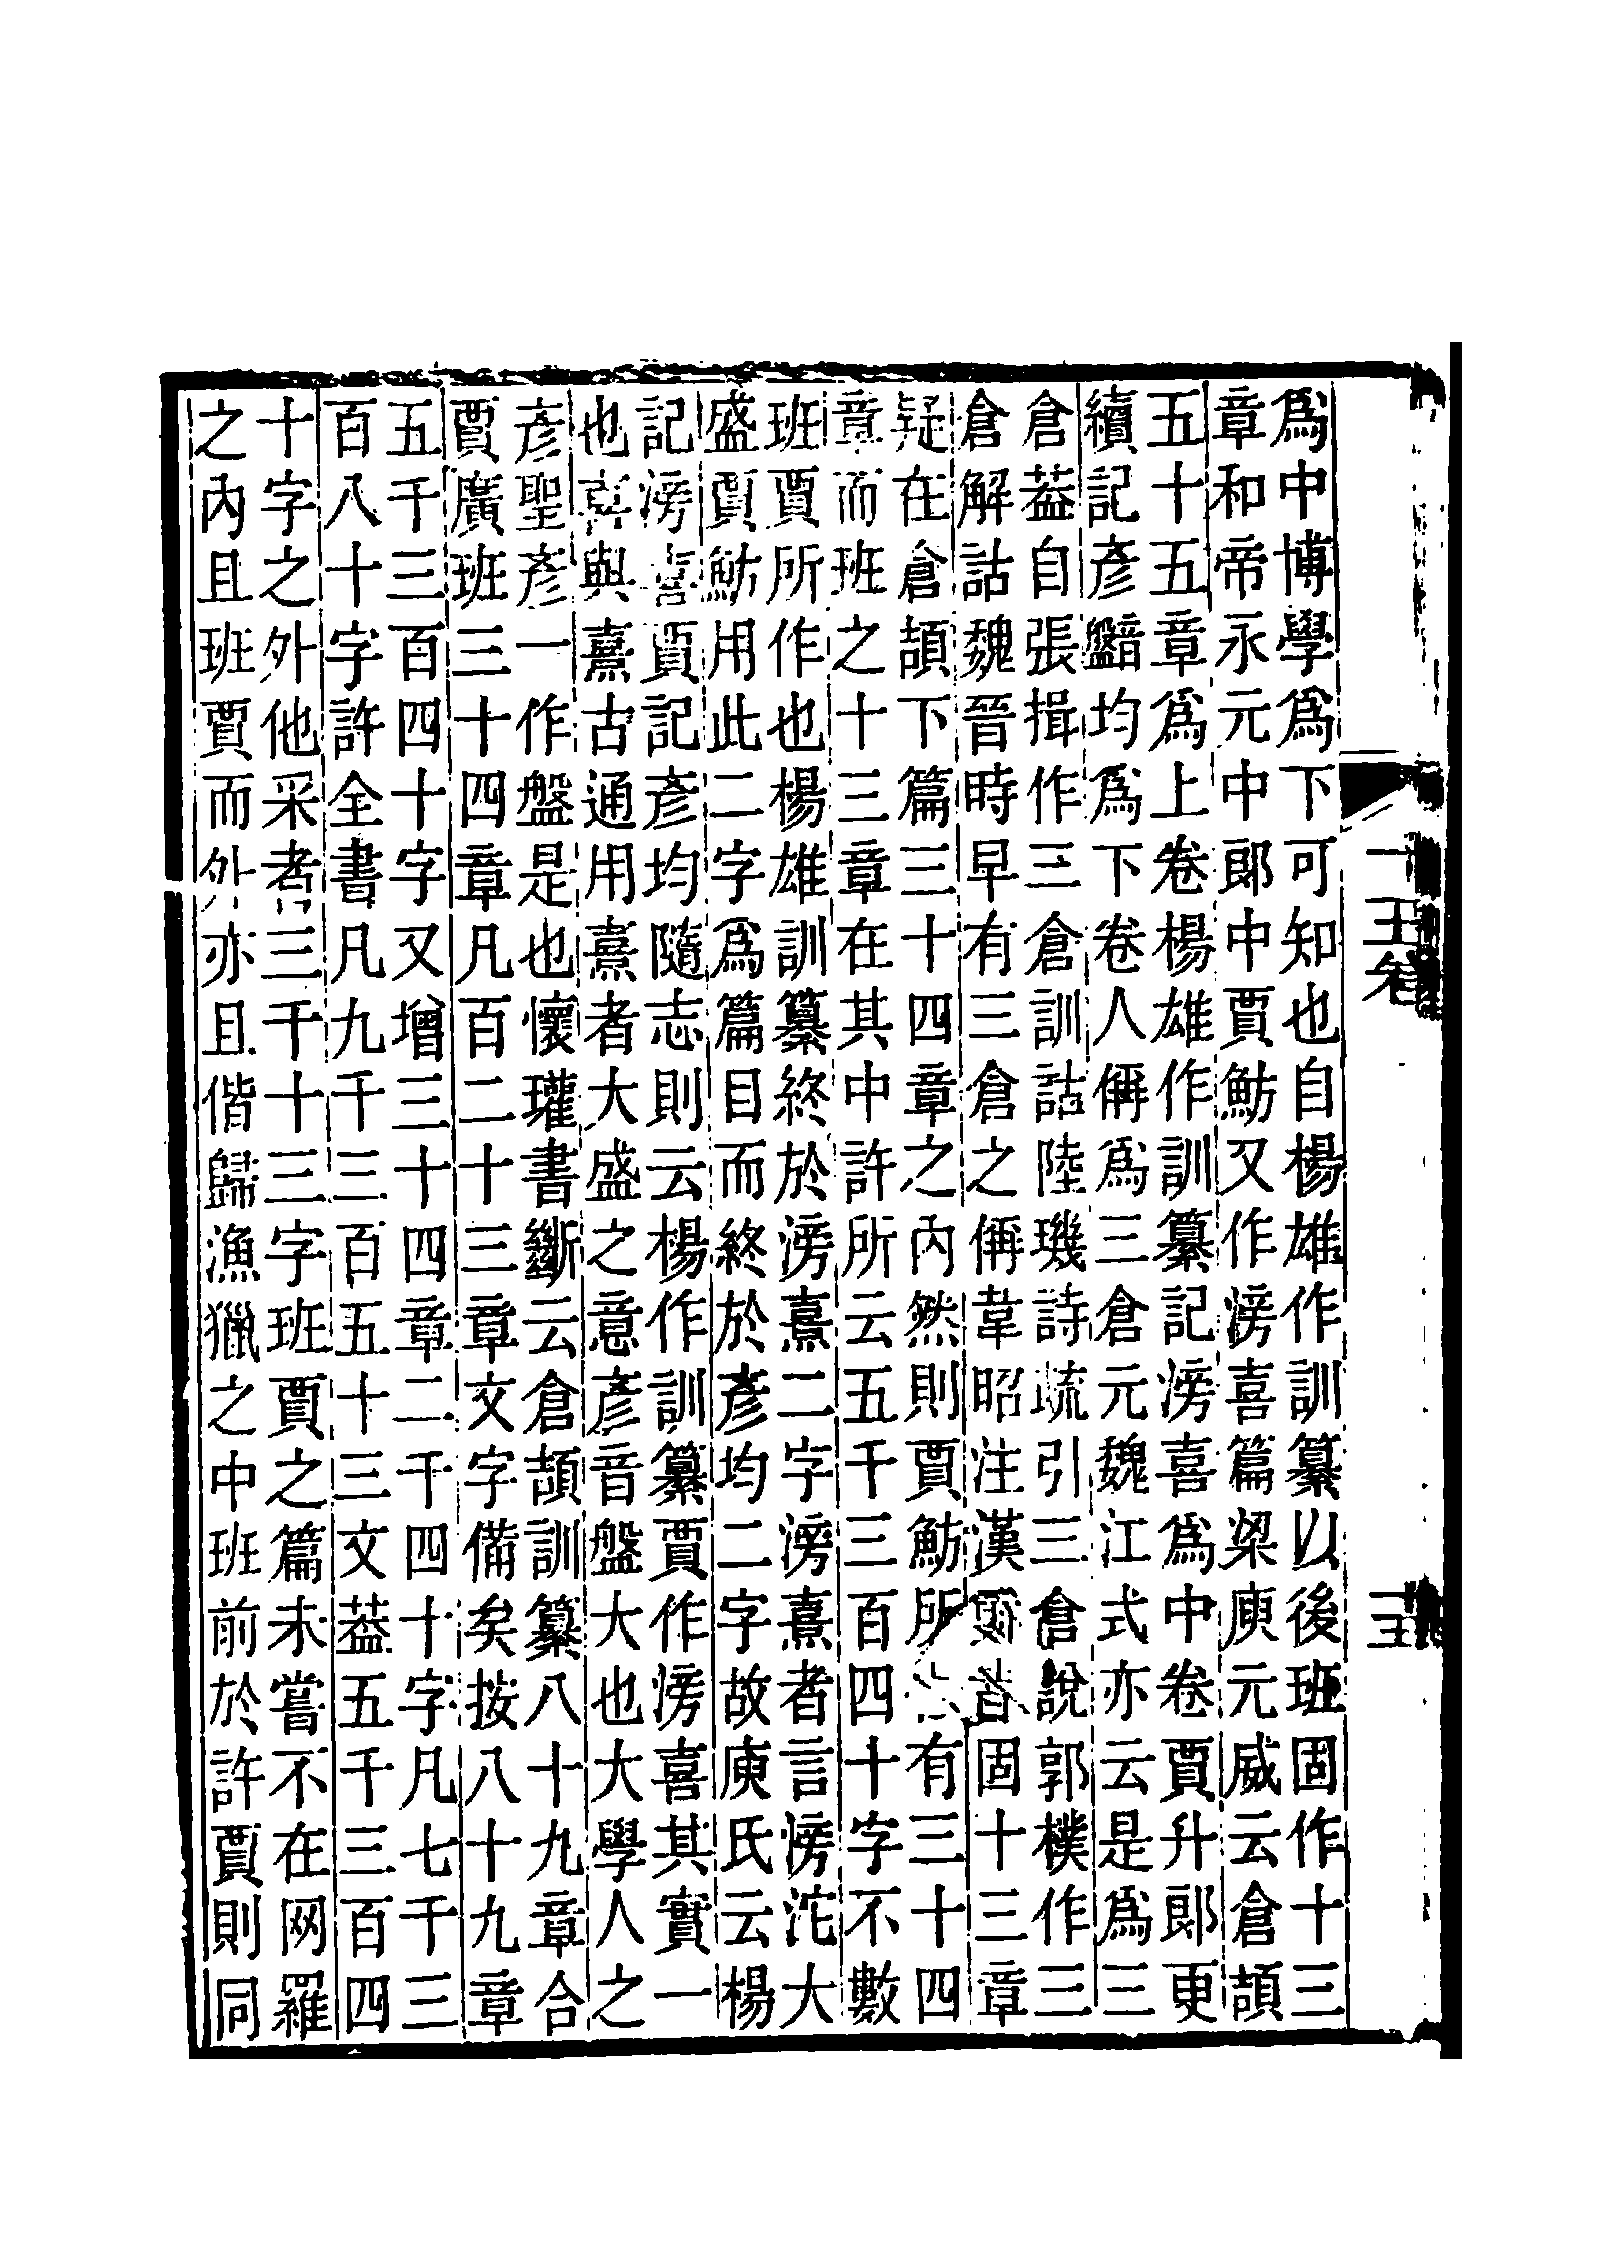 爲中博學爲下可知也自楊雄作訓纂以後班固作十三
章和帝永元中郎中賈魴又作滂喜篇梁庾元威云倉頡
五十五章爲上卷楊雄作訓纂記滂喜爲中卷賈升郎更
續記彥均爲下卷人偁爲三倉元魏江式亦云是爲三
倉葢自張揖作三倉訓詁陸璣詩疏引三倉說郭樸作三
倉解詁魏晉時早有三倉之偁韋昭注漢固十三章
疑在倉頡下篇三十四章之內然則賈魴所有三十四
章而班之十三章在其中許所云五千三百四十字不數
班賈所作也楊雄訓纂終於滂熹二字滂熹者言滂沱大
盛賈魴用此二字爲篇目而終於彥均二字故庾氏云楊
記滂喜賈記彥均隨志則云楊作訓纂賈作滂喜其實一
也喜與熹古通用熹者大盛之意彥音盤大也大學人之
彥聖彥一作盤是也懷瓘書斷云倉頡訓纂八十九章合
賈廣班三十四章凡百二十三章文字備矣按八十九章
五千三百四十字又增三十四章二千四十字凡七千三
百八十字許全書凡九千三百五十三文葢五千三百四
十字之外他采者三千十三字班賈之篇未嘗不在网羅
之內且班賈而外亦且偕歸漁獵之中班前於許賈則同